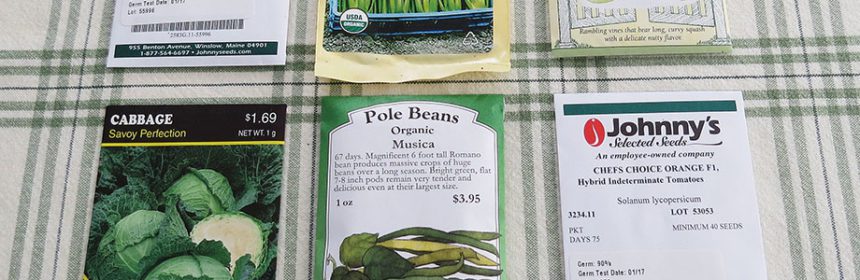 Germ Test Date: 01/17
Lot: 55996
2583G.11-55996
955 Benton Avenue, Winslow, Maine 04901
1-877-564-6697 • Johnnyseeds.com
USDA
ORGANIC
Rambling vines that bear long, curvy squash
with a delicate nutty flavor.
CABBAGE $1.69
Savoy Perfection NET WT. 1 g
Pole Beans
Organic
Musica
67 days. Magnificent 6 foot tall Romano
bean produces massive crops of huge
beans over a long season. Bright green, flat
7-8 inch pods remain very tender and
delicious even at their largest size.
1 oz $3.95
Johnny's
Selected Seeds
An employee-owned company
CHEFS CHOICE ORANGE F1,
Hybrid Indeterminate Tomatoes
Solanum lycopersicum
3234.11 LOT 53053
PKT MINIMUM 40 SEEDS
DAYS 75
Germ: 90%
Germ Test Date: 01/17